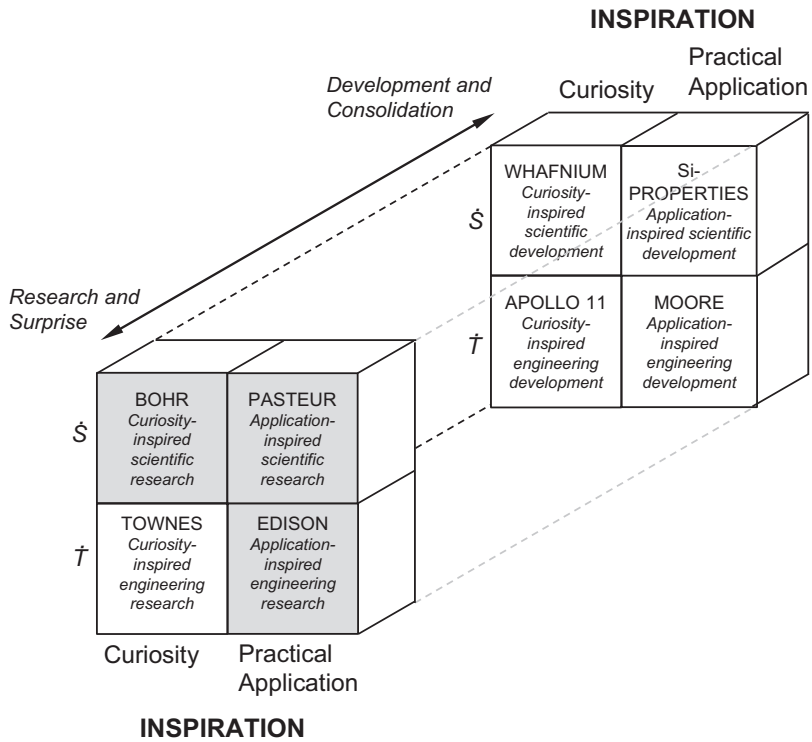 INSPIRATION
Curiosity
Practical
Application
Development and
Consolidation
WHAFNIUM
Curiosity-
inspired
scientific
development
Si-
PROPERTIES
Application-
inspired scientific
development
Ṡ
APOLLO 11
Curiosity-
inspired
engineering
development
MOORE
Application-
inspired
engineering
development
Ṫ
Research and
Surprise
BOHR
Curiosity-
inspired
scientific
research
PASTEUR
Application-
inspired
scientific
research
Ṡ
TOWNES
Curiosity-
inspired
engineering
research
EDISON
Application-
inspired
engineering
research
Ṫ
Curiosity
Practical
Application
INSPIRATION